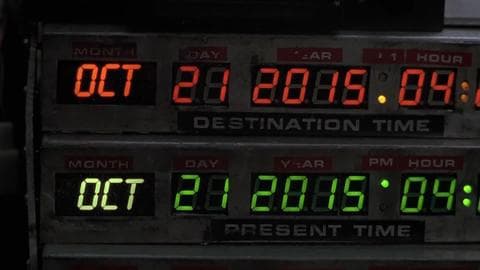 MONTH DAY YEAR HOUR
OCT 21 2015 04
DESTINATION TIME
MONTH DAY YEAR PM HOUR
OCT 21 2015 04
PRESENT TIME